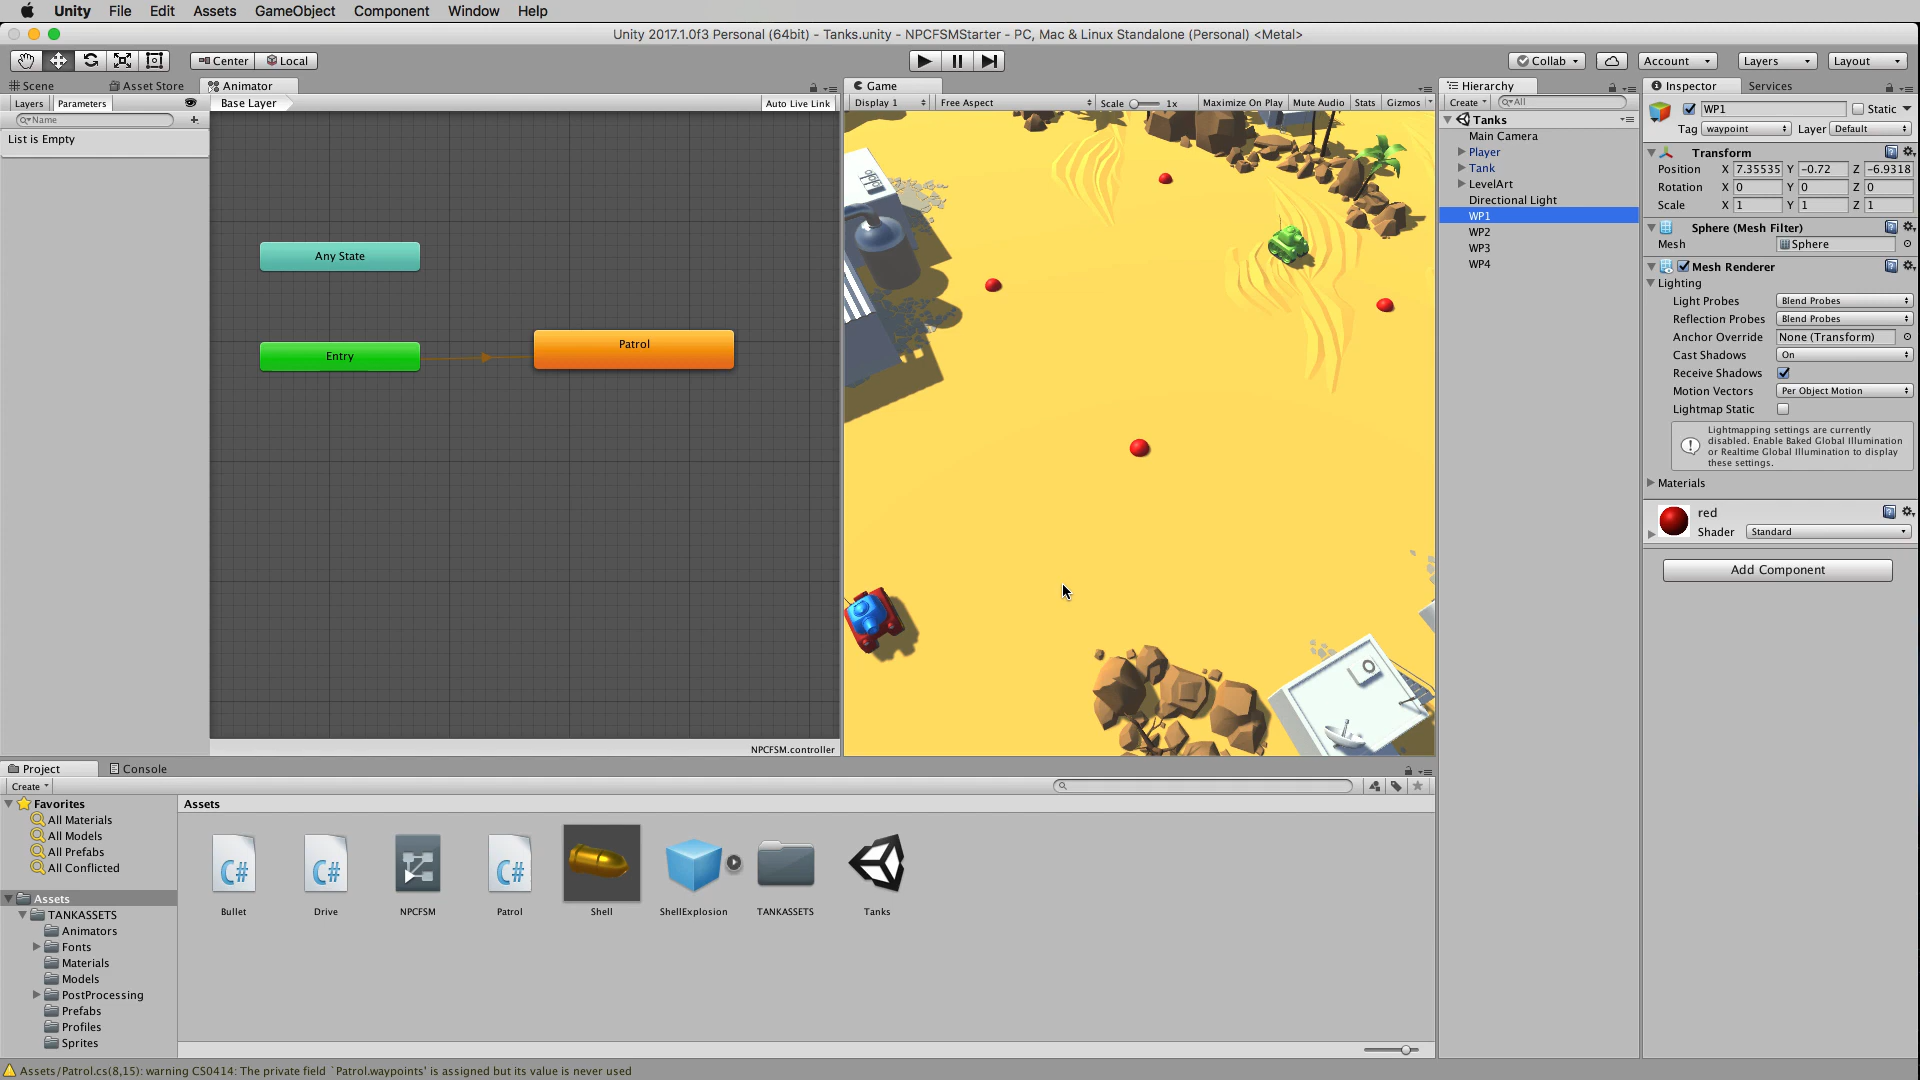 Unity File Edit Assets GameObject Component Window Help
Unity 2017.1.0f3 Personal (64bit) - Tanks.unity - NPCFSMStarter - PC, Mac & Linux Standalone (Personal) <Metal>
Center Local
Collab Account Layers Layout
Scene Asset Store Animator
Layers Parameters
Base Layer Auto Live Link
Name
List is Empty
Any State
Entry
Patrol
NPCFSM.controller
Game
Display 1 Free Aspect Scale 1x Maximize On Play Mute Audio Stats Gizmos
Hierarchy
Create All
Tanks
Main Camera
Player
Tank
LevelArt
Directional Light
WP1
WP2
WP3
WP4
Inspector Services
WP1 Static
Tag waypoint Layer Default
Transform
Position X 7.35535 Y -0.72 Z -6.9318
Rotation X 0 Y 0 Z 0
Scale X 1 Y 1 Z 1
Sphere (Mesh Filter)
Mesh Sphere
Mesh Renderer
Lighting
Light Probes Blend Probes
Reflection Probes Blend Probes
Anchor Override None (Transform)
Cast Shadows On
Receive Shadows
Motion Vectors Per Object Motion
Lightmap Static
Lightmapping settings are currently
disabled. Enable Baked Global Illumination
or Realtime Global Illumination to display
these settings.
Materials
red
Shader Standard
Add Component
Project Console
Create
Favorites
All Materials
All Models
All Prefabs
All Conflicted
Assets
TANKASSETS
Animators
Fonts
Materials
Models
PostProcessing
Prefabs
Profiles
Sprites
Assets
C# C# C#
Bullet Drive NPCFSM Patrol Shell ShellExplosion TANKASSETS Tanks
Assets/Patrol.cs(8,15): warning CS0414: The private field `Patrol.waypoints' is assigned but its value is never used